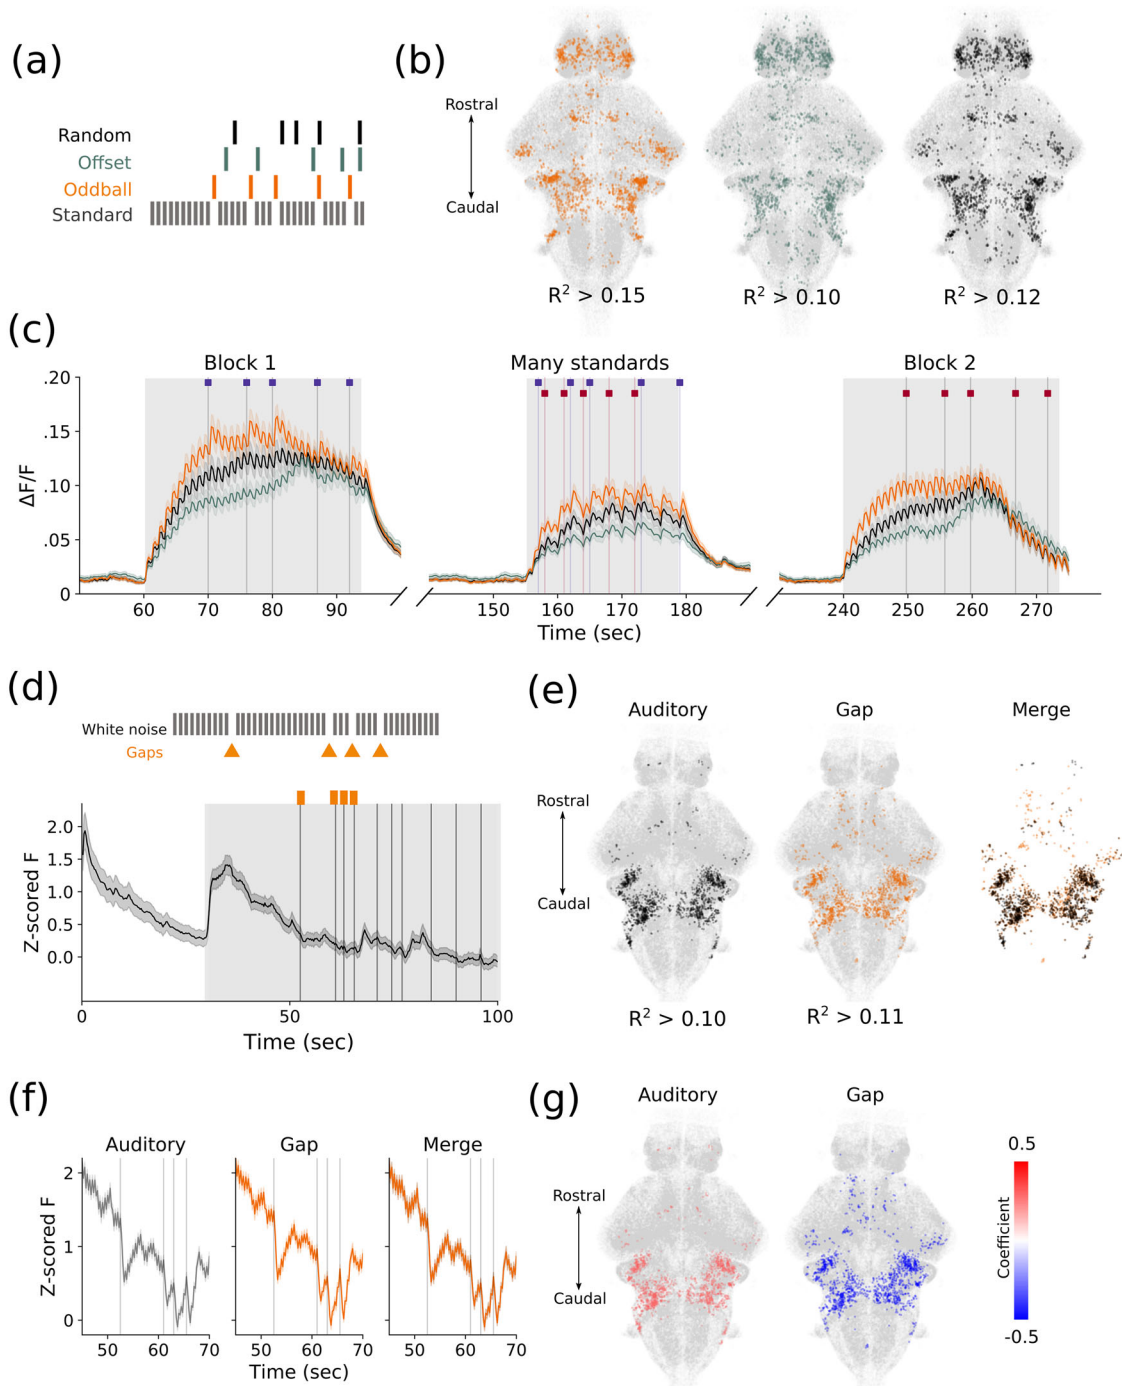 (a)
Random
Offset
Oddball
Standard
(b)
Rostral
Caudal
R² > 0.15
R² > 0.10
R² > 0.12
(c)
Block 1
Many standards
Block 2
ΔF/F
.20
.15
.10
.05
0
60
70
80
90
150
160
170
180
240
250
260
270
Time (sec)
(d)
White noise
Gaps
Z-scored F
2.0
1.5
1.0
0.5
0.0
0
50
100
Time (sec)
(e)
Auditory
Gap
Merge
Rostral
Caudal
R² > 0.10
R² > 0.11
(f)
Auditory
Gap
Merge
Z-scored F
2
1
0
50
70
50
70
50
70
Time (sec)
(g)
Auditory
Gap
Rostral
Caudal
0.5
Coefficient
-0.5